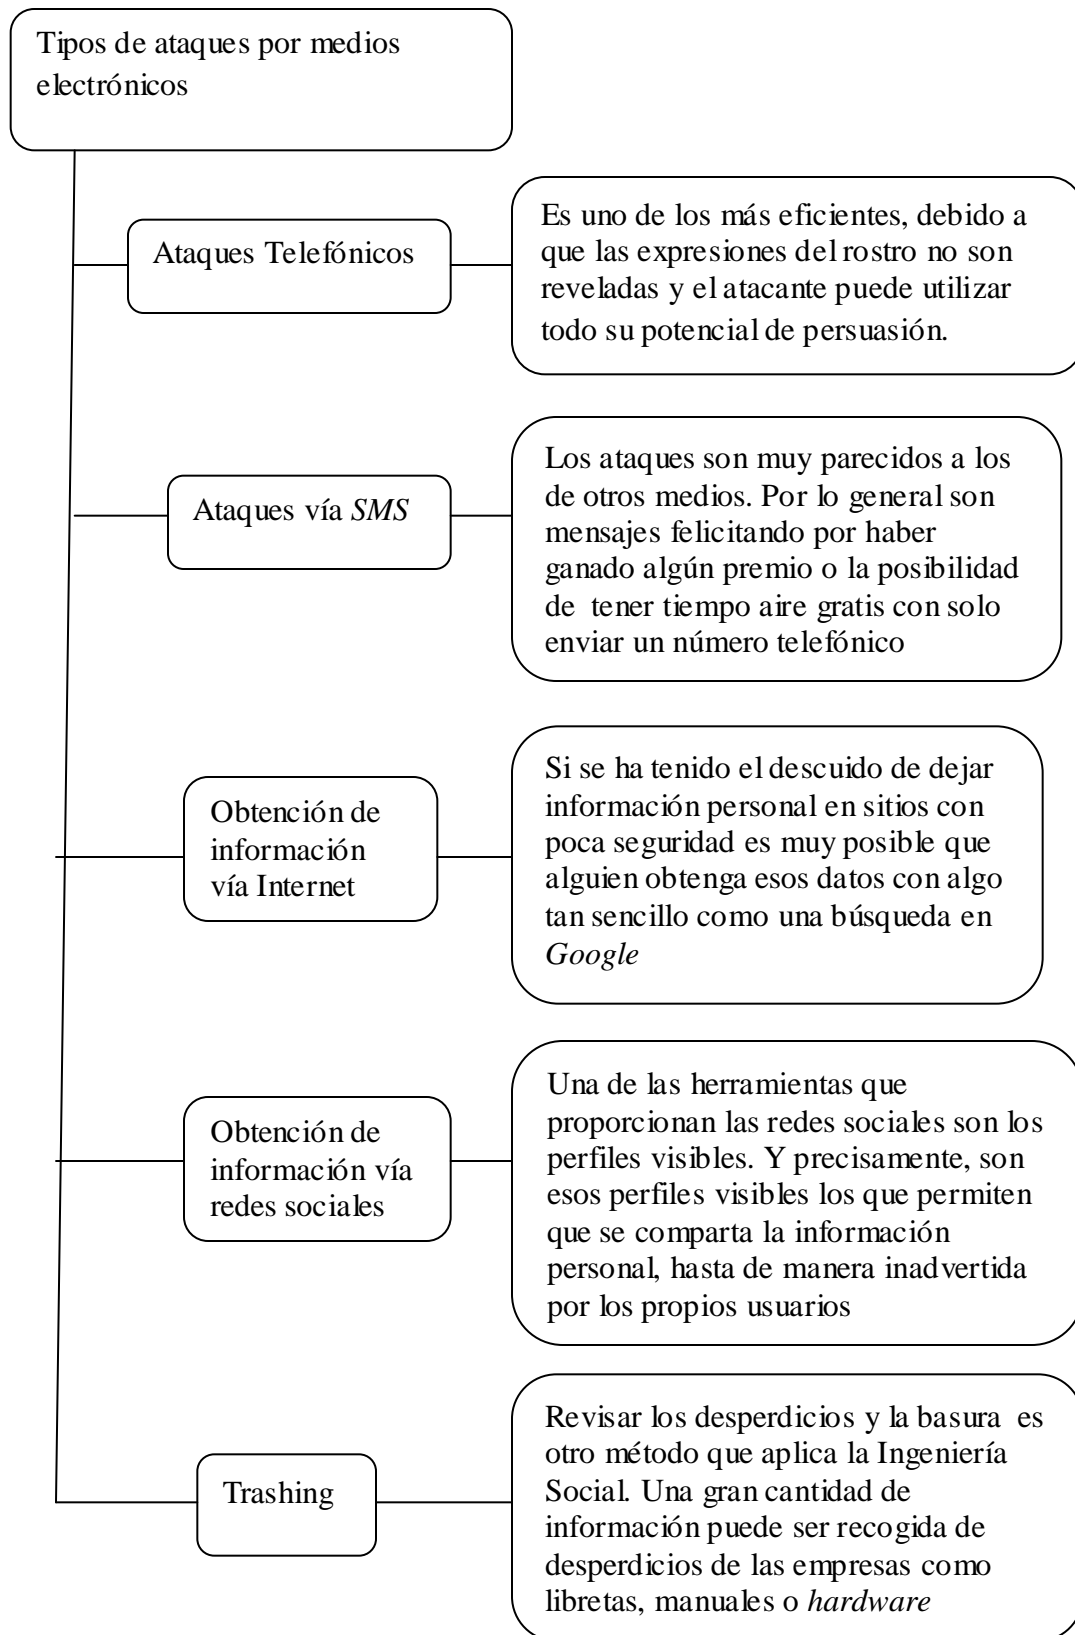 Tipos de ataques por medios
electrónicos
Ataques Telefónicos
Es uno de los más eficientes, debido a
que las expresiones del rostro no son
reveladas y el atacante puede utilizar
todo su potencial de persuasión.
Ataques vía SMS
Los ataques son muy parecidos a los
de otros medios. Por lo general son
mensajes felicitando por haber
ganado algún premio o la posibilidad
de tener tiempo aire gratis con solo
enviar un número telefónico
Obtención de
información
vía Internet
Si se ha tenido el descuido de dejar
información personal en sitios con
poca seguridad es muy posible que
alguien obtenga esos datos con algo
tan sencillo como una búsqueda en
Google
Obtención de
información vía
redes sociales
Una de las herramientas que
proporcionan las redes sociales son los
perfiles visibles. Y precisamente, son
esos perfiles visibles los que permiten
que se comparta la información
personal, hasta de manera inadvertida
por los propios usuarios
Trashing
Revisar los desperdicios y la basura es
otro método que aplica la Ingeniería
Social. Una gran cantidad de
información puede ser recogida de
desperdicios de las empresas como
libretas, manuales o hardware